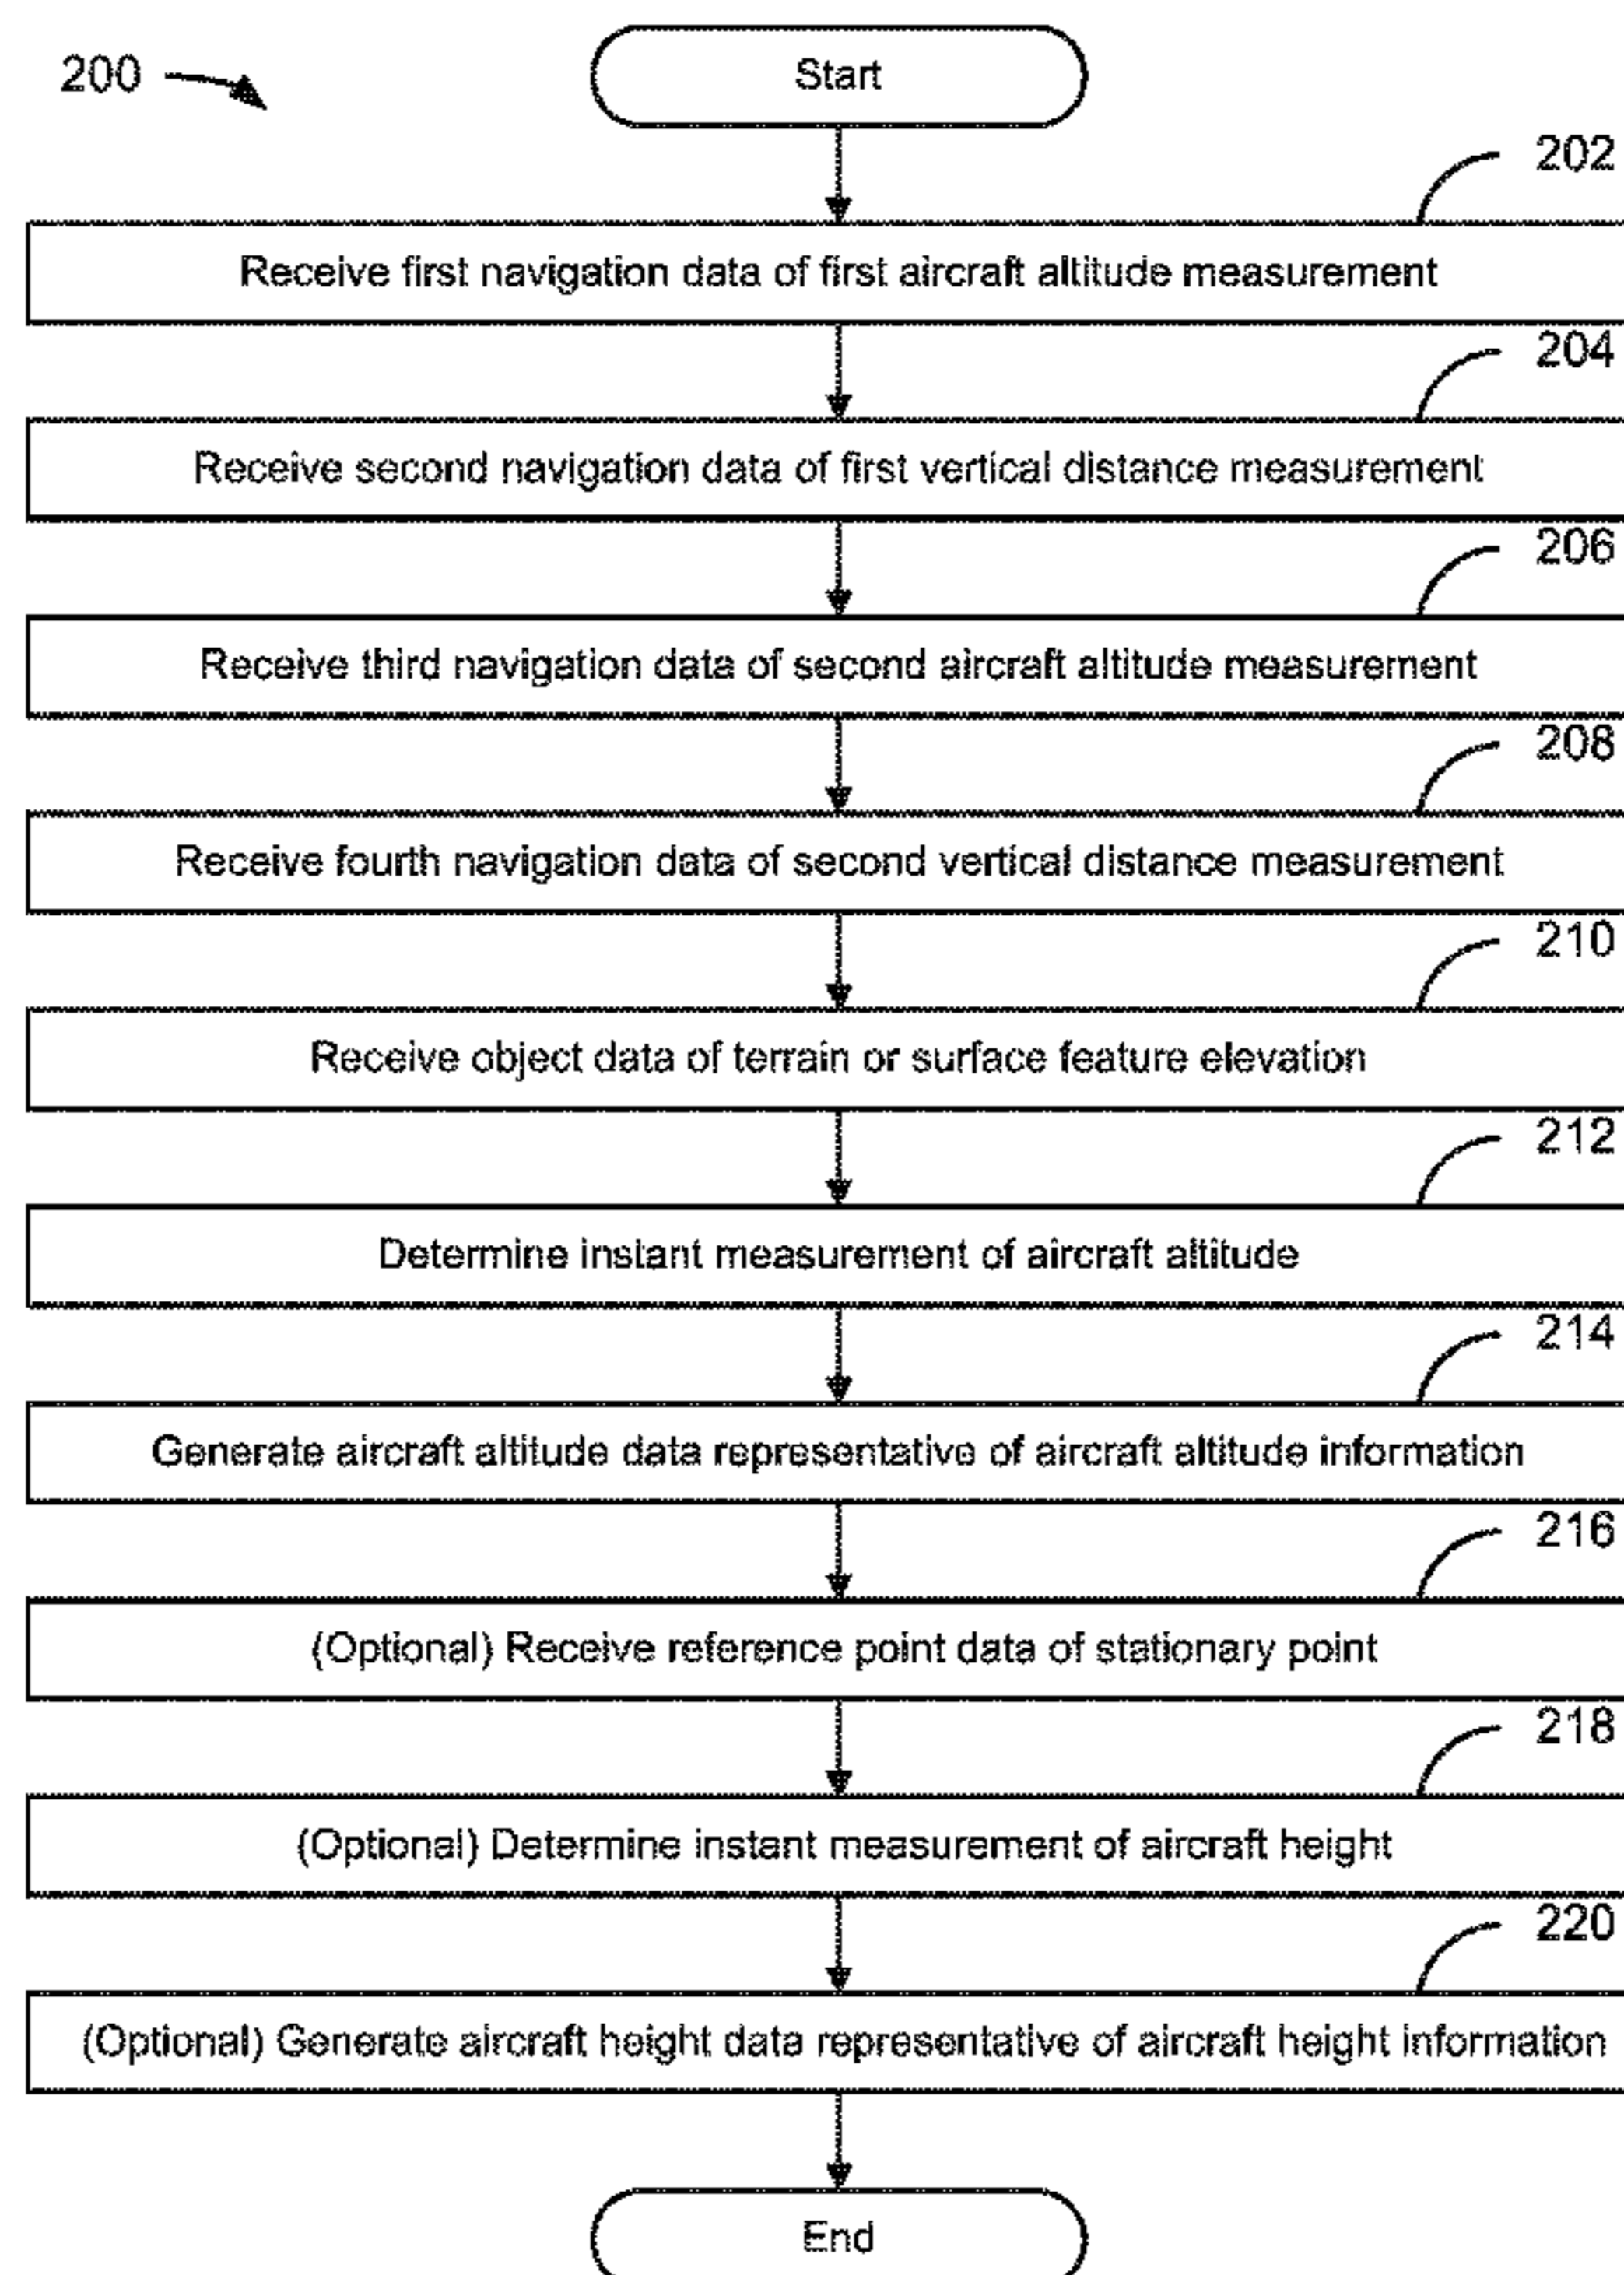 200
Start
202
Receive first navigation data of first aircraft altitude measurement
204
Receive second navigation data of first vertical distance measurement
206
Receive third navigation data of second aircraft altitude measurement
208
Receive fourth navigation data of second vertical distance measurement
210
Receive object data of terrain or surface feature elevation
212
Determine instant measurement of aircraft altitude
214
Generate aircraft altitude data representative of aircraft altitude information
216
(Optional) Receive reference point data of stationary point
218
(Optional) Determine instant measurement of aircraft height
220
(Optional) Generate aircraft height data representative of aircraft height information
End